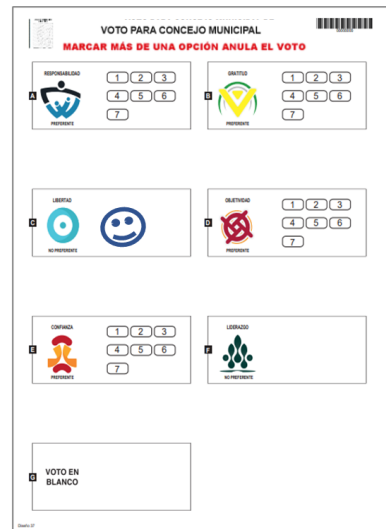 VOTO PARA CONCEJO MUNICIPAL
MARCAR MÁS DE UNA OPCIÓN ANULA EL VOTO
A
RESPONSABILIDAD
PREFERENTE
1 2 3
4 5 6
7
B
GRATITUD
PREFERENTE
1 2 3
4 5 6
7
C
LIBERTAD
NO PREFERENTE
D
OBJETIVIDAD
PREFERENTE
1 2 3
4 5 6
7
E
CONFIANZA
PREFERENTE
1 2 3
4 5 6
7
F
LIDERAZGO
NO PREFERENTE
G
VOTO EN
BLANCO